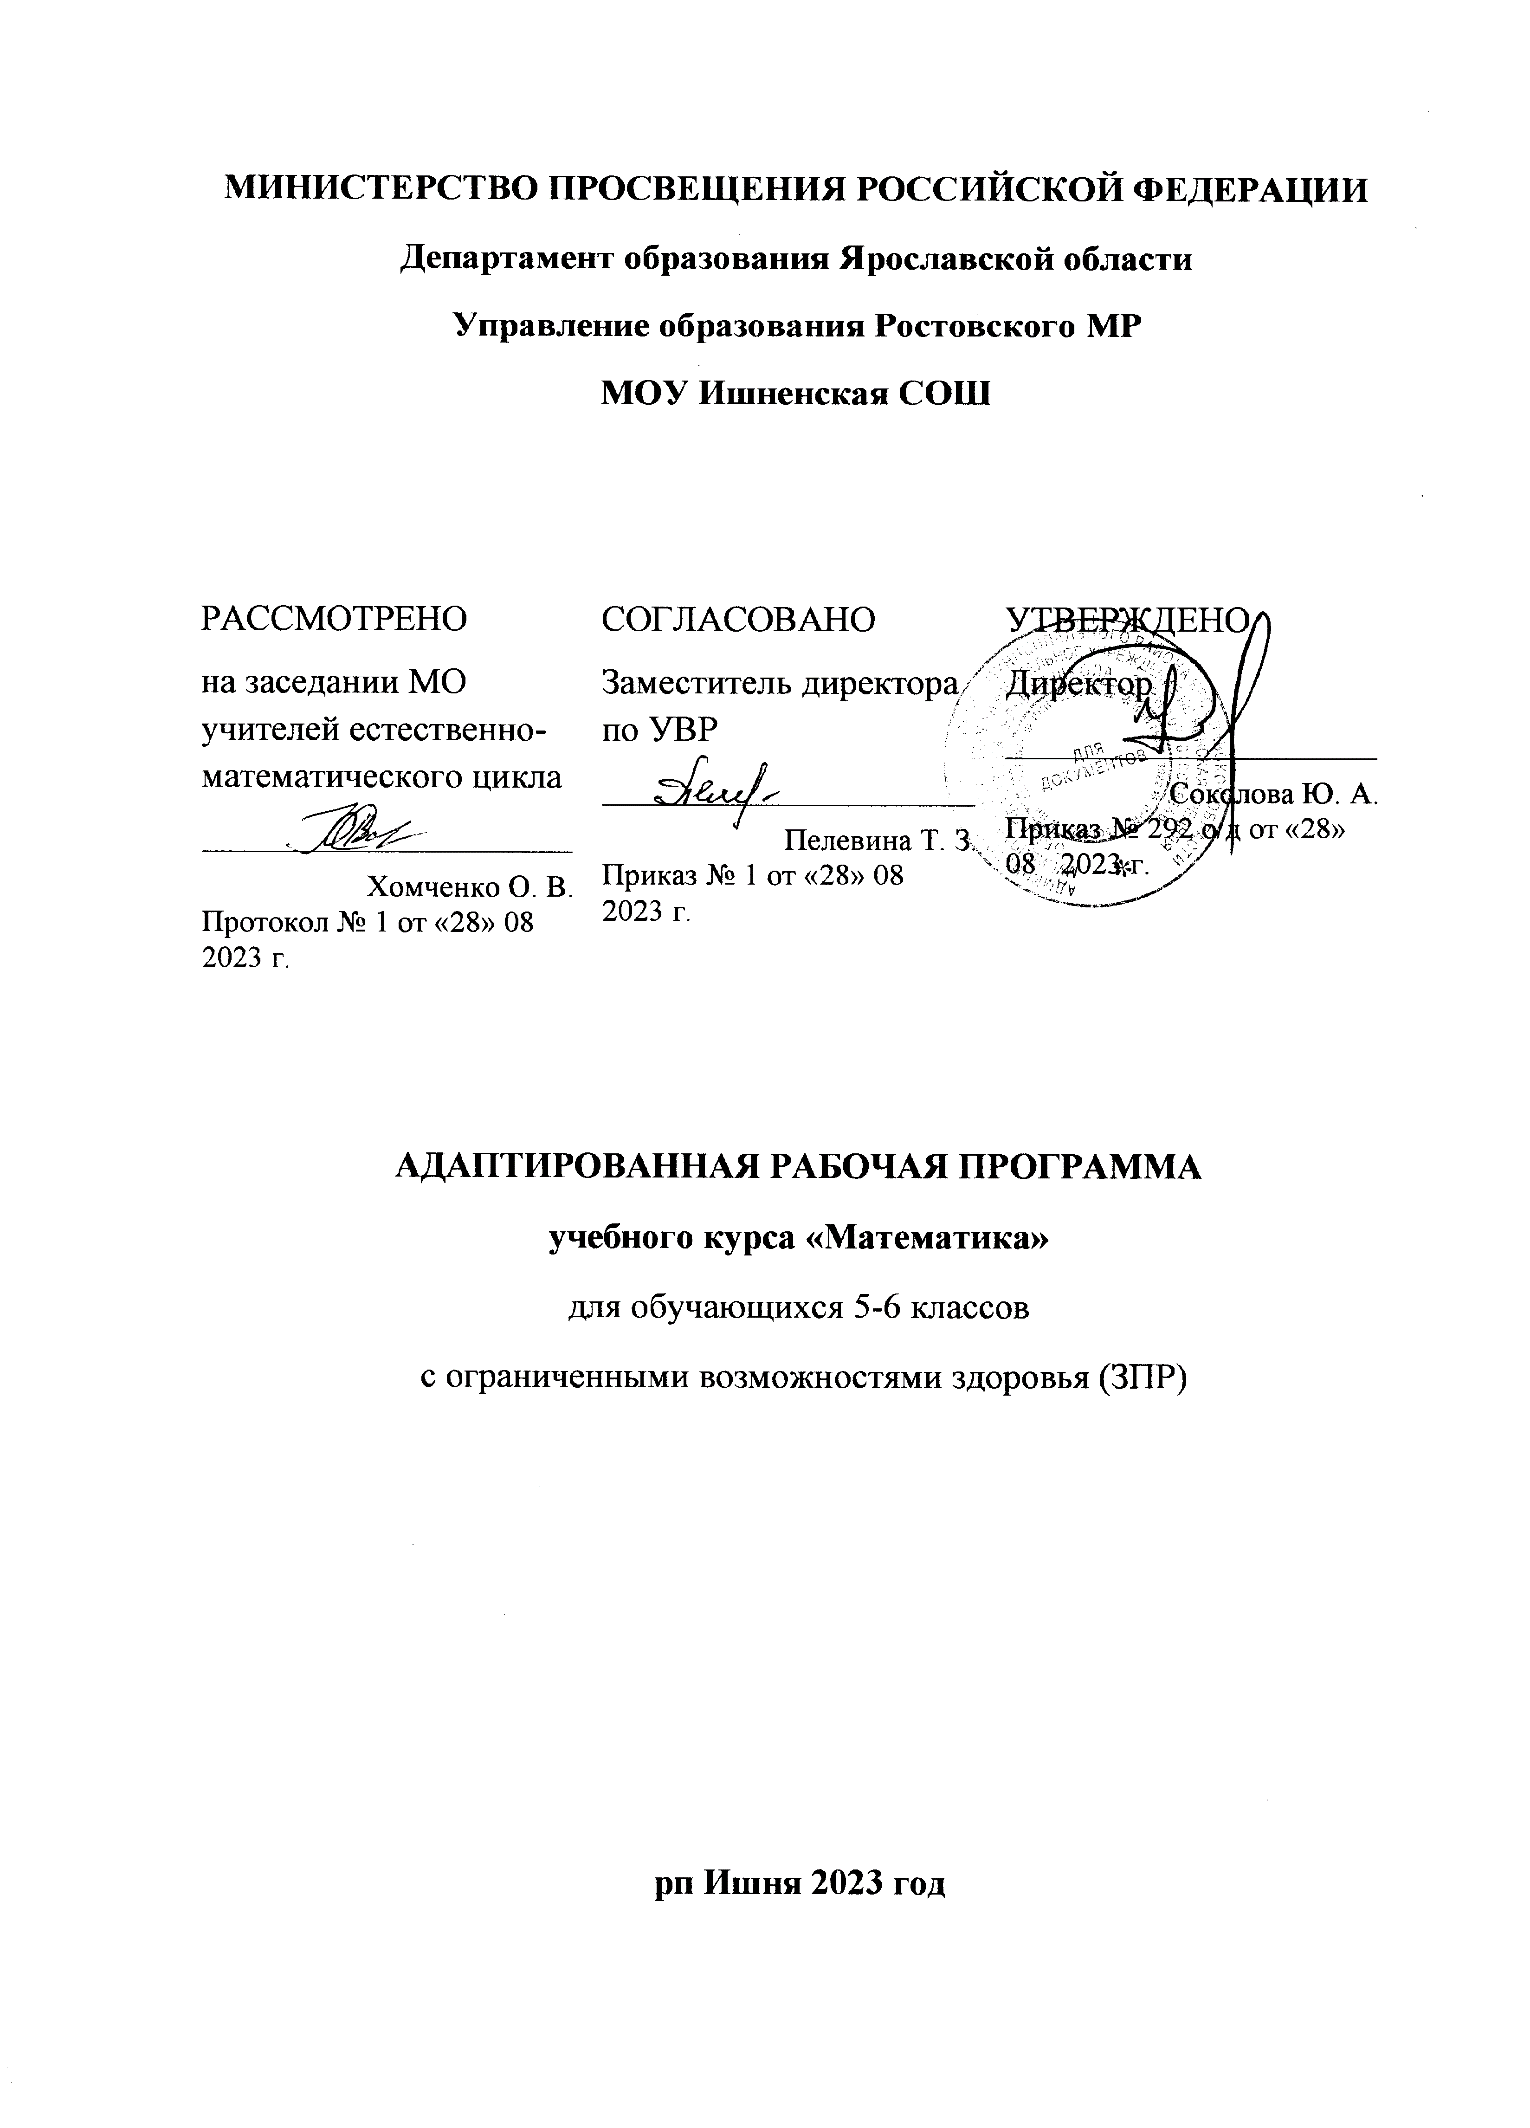 МИНИСТЕРСТВО ПРОСВЕЩЕНИЯ РОССИЙСКОЙ ФЕДЕРАЦИИ
Департамент образования Ярославской области
Управление образования Ростовского МР
МОУ Ишненская СОШ
РАССМОТРЕНО
на заседании МО
учителей естественно-
математического цикла
Хомченко О. В.
Протокол № 1 от «28» 08
2023 г.
СОГЛАСОВАНО
Заместитель директора
по УВР
Пелевина Т. З.
Приказ № 1 от «28» 08
2023 г.
УТВЕРЖДЕНО
Директор
ДЛЯ
ДОКУМЕНТОВ
Соколова Ю. А.
Приказ № 292 о/д от «28»
08 2023 г.
АДАПТИРОВАННАЯ РАБОЧАЯ ПРОГРАММА
учебного курса «Математика»
для обучающихся 5-6 классов
с ограниченными возможностями здоровья (ЗПР)
рп Ишня 2023 год